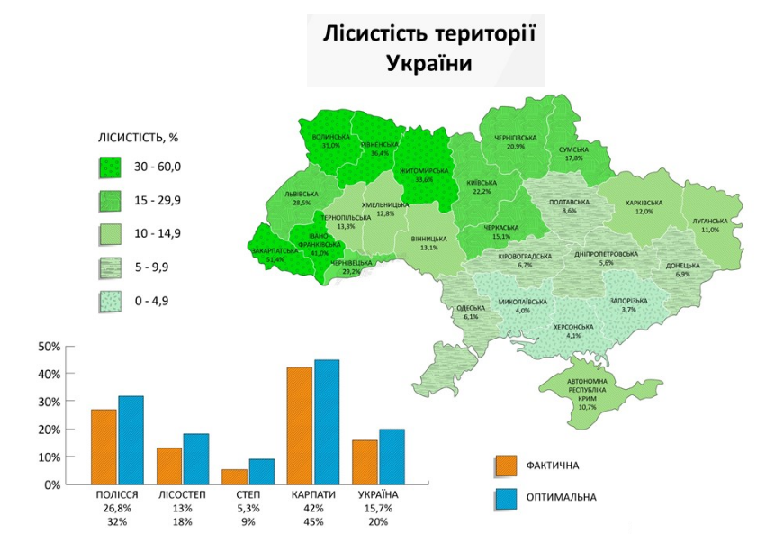 Лісистість території
України
ЛІСИСТІСТЬ, %
30 - 60,0
15 - 29,9
10 - 14,9
5 - 9,9
0 - 4,9
ВОЛИНСЬКА
31,0%
РІВНЕНСЬКА
36,4%
ЖИТОМИРСЬКА
33,6%
ЧЕРНІГІВСЬКА
20,9%
СУМСЬКА
17,8%
ЛЬВІВСЬКА
28,5%
ТЕРНОПІЛЬСЬКА
13,3%
ХМЕЛЬНИЦЬКА
12,8%
КИЇВСЬКА
22,2%
ПОЛТАВСЬКА
8,6%
ХАРКІВСЬКА
12,0%
ЛУГАНСЬКА
11,0%
ЗАКАРПАТСЬКА
51,4%
ІВАНО
ФРАНКІВСЬКА
41,0%
ЧЕРНІВЕЦЬКА
29,2%
ВІННИЦЬКА
13,1%
ЧЕРКАСЬКА
15,1%
КІРОВОГРАДСЬКА
6,7%
ДНІПРОПЕТРОВСЬКА
5,6%
ДОНЕЦЬКА
6,9%
ОДЕСЬКА
6,1%
МИКОЛАЇВСЬКА
4,0%
ХЕРСОНСЬКА
4,1%
ЗАПОРІЗЬКА
3,7%
АВТОНОМНА
РЕСПУБЛІКА
КРИМ
10,7%
50%
40%
30%
20%
10%
0%
ПОЛІССЯ ЛІСОСТЕП СТЕП КАРПАТИ УКРАЇНА
26,8% 13% 5,3% 42% 15,7%
32% 18% 9% 45% 20%
ФАКТИЧНА
ОПТИМАЛЬНА